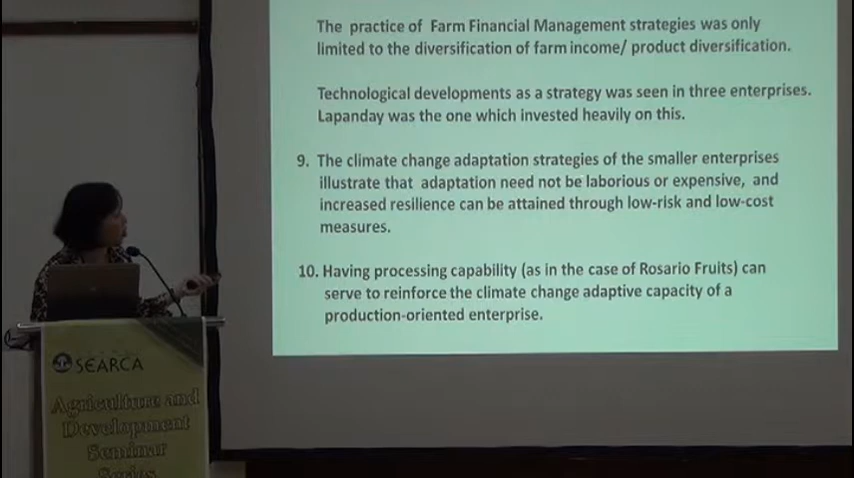 The practice of Farm Financial Management strategies was only
limited to the diversification of farm income/ product diversification.
Technological developments as a strategy was seen in three enterprises.
Lapanday was the one which invested heavily on this.
9. The climate change adaptation strategies of the smaller enterprises
illustrate that adaptation need not be laborious or expensive, and
increased resilience can be attained through low-risk and low-cost
measures.
10. Having processing capability (as in the case of Rosario Fruits) can
serve to reinforce the climate change adaptive capacity of a
production-oriented enterprise.
SEARCA
Agriculture and
Development
Seminar
Series